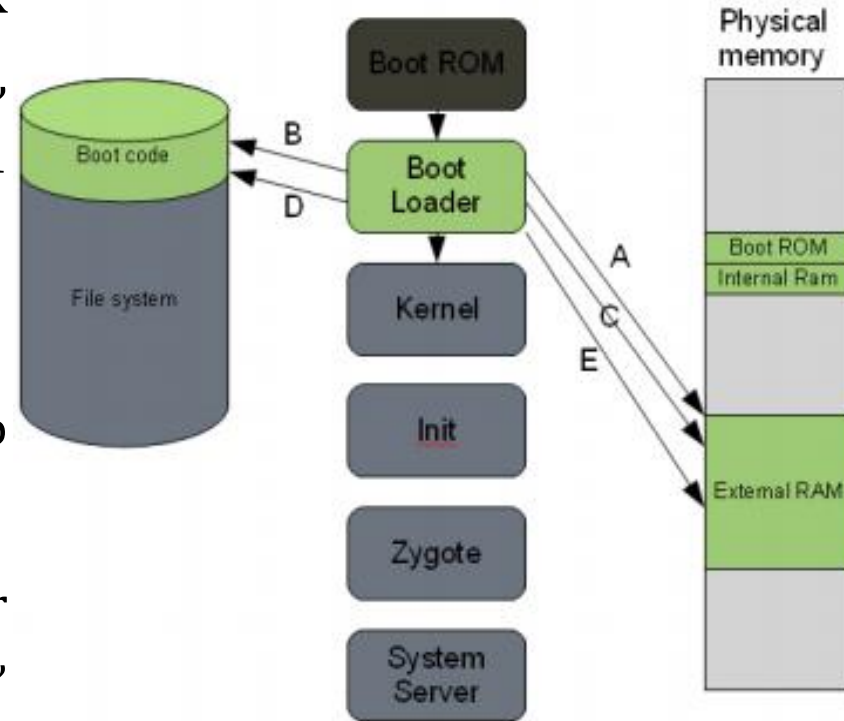 Physical
memory
Boot ROM
Boot code
B
Boot
Loader
D
A
Boot ROM
Internal Ram
File system
Kernel
C
E
Init
External RAM
Zygote
System
Server